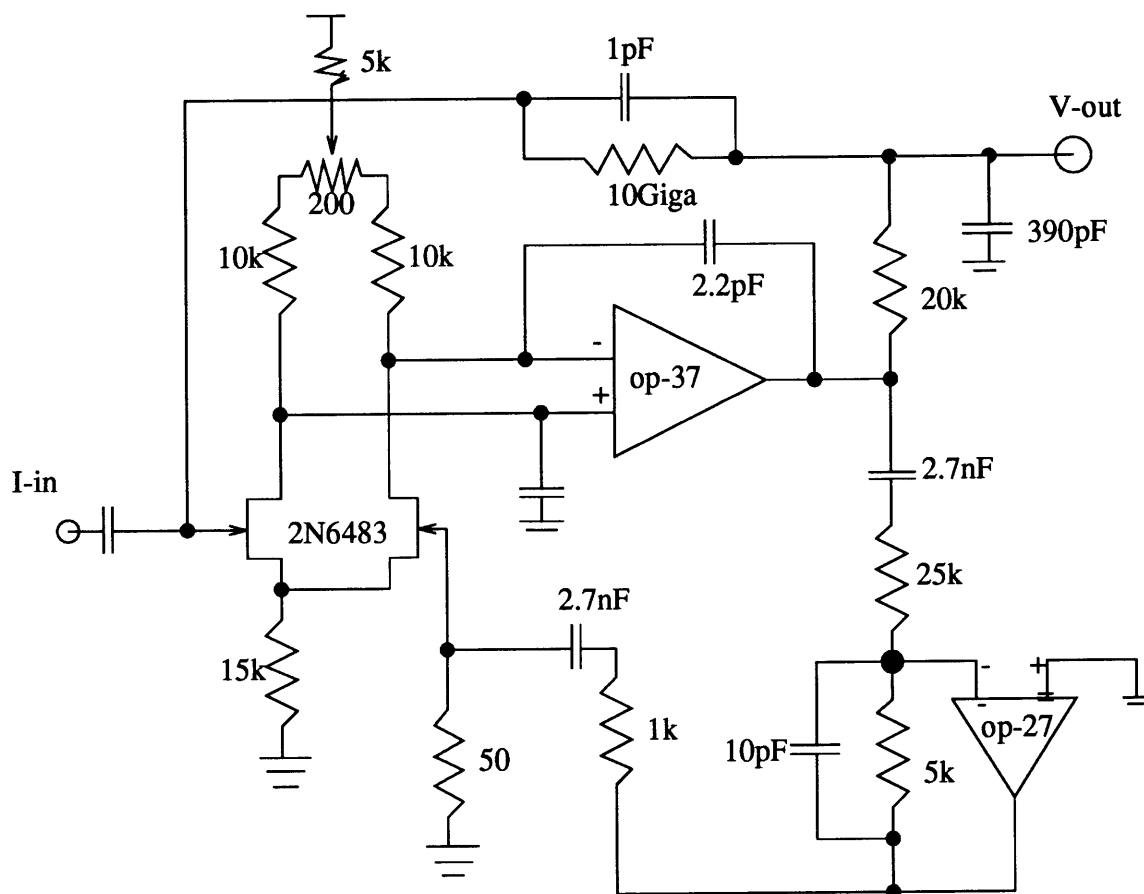 5k
1pF
V-out
200
10Giga
10k
10k
390pF
2.2pF
20k
-
op-37
+
I-in
2.7nF
2N6483
25k
2.7nF
15k
- +
-
op-27
1k
50
10pF
5k